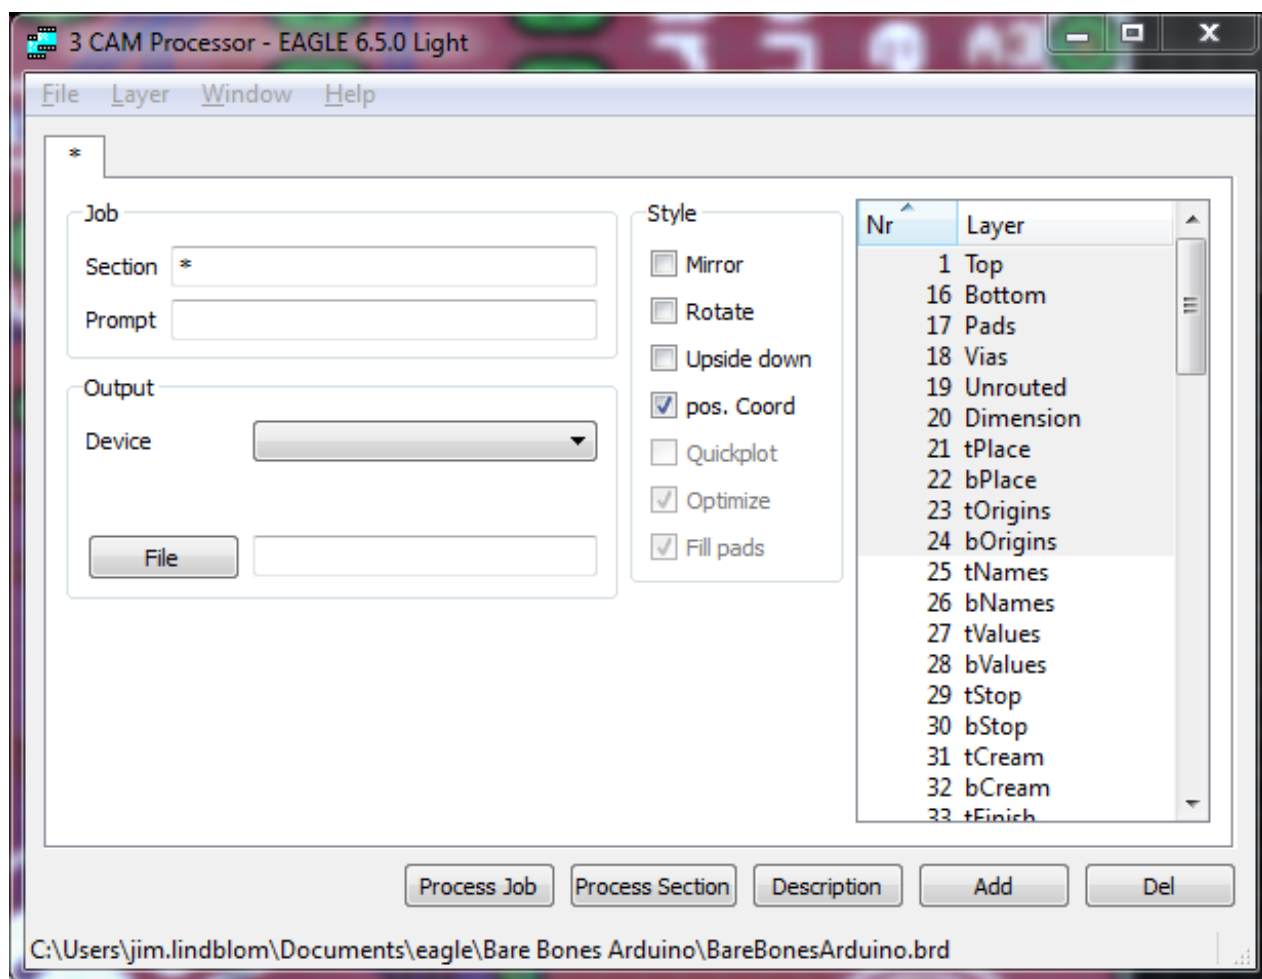 3 CAM Processor - EAGLE 6.5.0 Light
A3
File Layer Window Help
*
Job
Section *
Prompt
Output
Device
File
Style
Mirror
Rotate
Upside down
pos. Coord
Quickplot
Optimize
Fill pads
Nr Layer
1 Top
16 Bottom
17 Pads
18 Vias
19 Unrouted
20 Dimension
21 tPlace
22 bPlace
23 tOrigins
24 bOrigins
25 tNames
26 bNames
27 tValues
28 bValues
29 tStop
30 bStop
31 tCream
32 bCream
33 tFinish
Process Job Process Section Description Add Del
C:\Users\jim.lindblom\Documents\eagle\Bare Bones Arduino\BareBonesArduino.brd